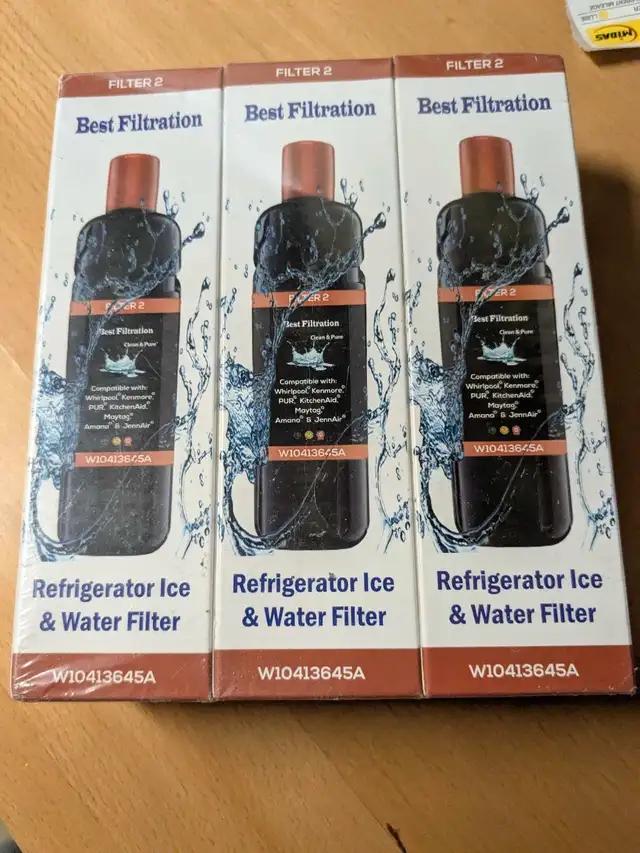 FILTER 2
Best Filtration
FILTER 2
Best Filtration
Clean & Pure
Compatible with:
Whirlpool® Kenmore®
PUR® KitchenAid®
Maytag®
Amana® & JennAir®
W10413645A
Refrigerator Ice
& Water Filter
W10413645A
FILTER 2
Best Filtration
FILTER 2
Best Filtration
Clean & Pure
Compatible with:
Whirlpool® Kenmore®
PUR® KitchenAid®
Maytag®
Amana® & JennAir®
W10413645A
Refrigerator Ice
& Water Filter
W10413645A
FILTER 2
Best Filtration
FILTER 2
Best Filtration
Clean & Pure
Compatible with:
Whirlpool® Kenmore®
PUR® KitchenAid®
Maytag®
Amana® & JennAir®
W10413645A
Refrigerator Ice
& Water Filter
W10413645A
MIDAS
LUBE
MILEAGE